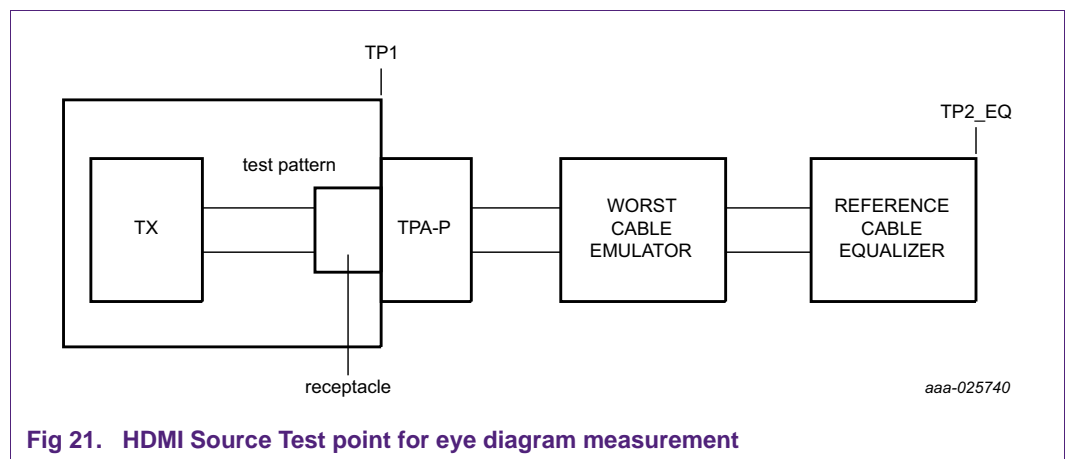 TP1
TP2_EQ
test pattern
TX
TPA-P
WORST
CABLE
EMULATOR
REFERENCE
CABLE
EQUALIZER
receptacle
aaa-025740
Fig 21. HDMI Source Test point for eye diagram measurement